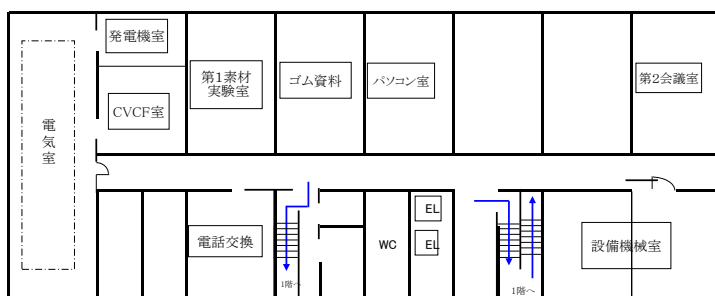 発電機室
第1素材
実験室
ゴム資料
パソコン室
第2会議室
CVCF室
電気室
電話交換
WC
EL
EL
設備機械室
1階へ
1階へ